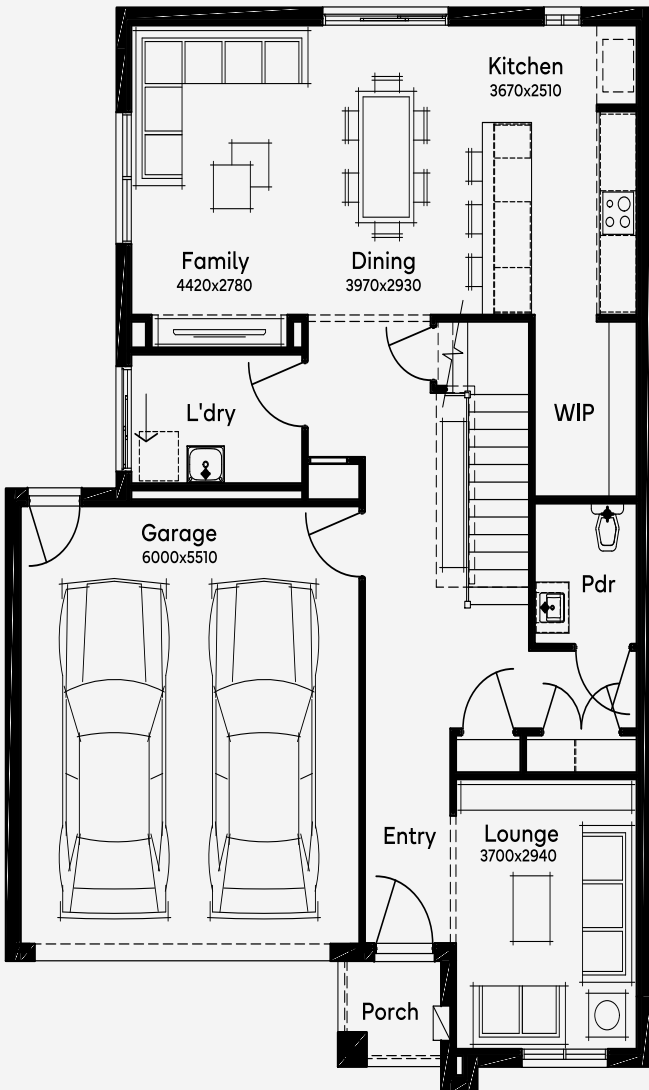 Kitchen
3670x2510
Family
4420x2780
Dining
3970x2930
L'dry
WIP
Garage
6000x5510
Pdr
Entry
Lounge
3700x2940
Porch